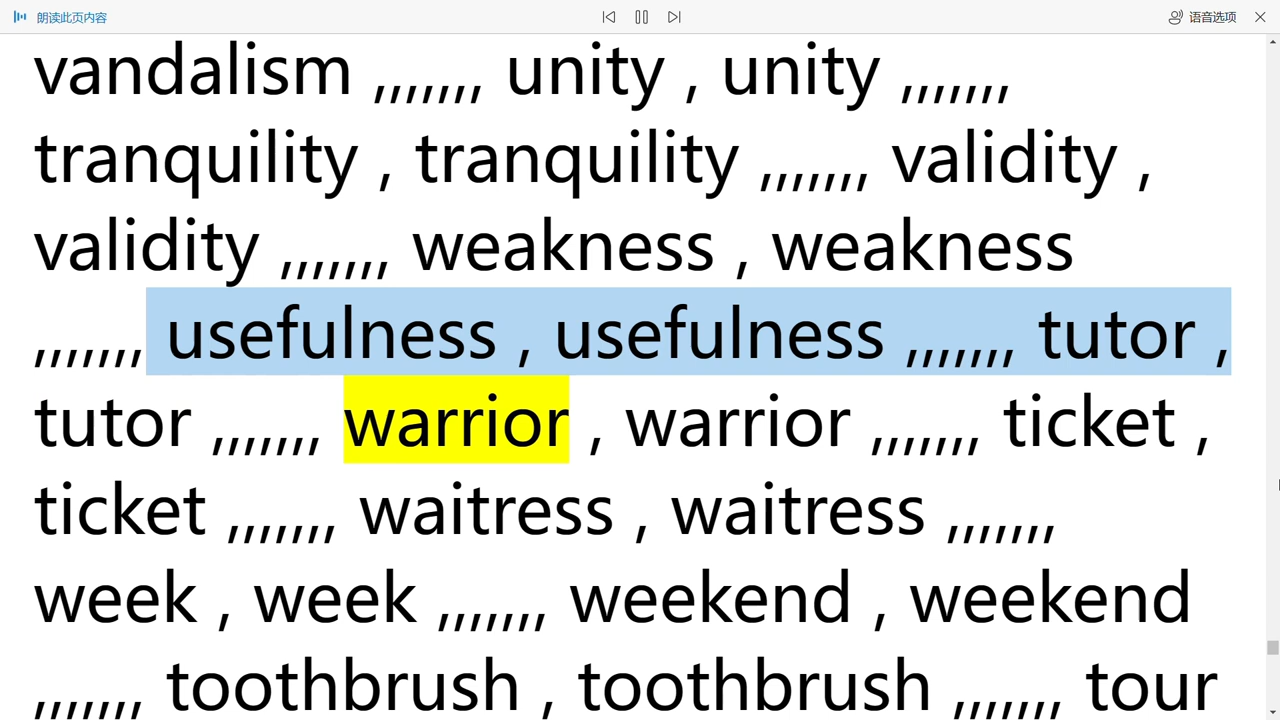 朗读此页内容 语音选项
vandalism ,,,,,,, unity , unity ,,,,,,,
tranquility , tranquility ,,,,,,, validity ,
validity ,,,,,,, weakness , weakness
,,,,,,, usefulness , usefulness ,,,,,,, tutor ,
tutor ,,,,,,, warrior , warrior ,,,,,,, ticket ,
ticket ,,,,,,, waitress , waitress ,,,,,,,
week , week ,,,,,,, weekend , weekend
,,,,,,, toothbrush , toothbrush ,,,,,,, tour